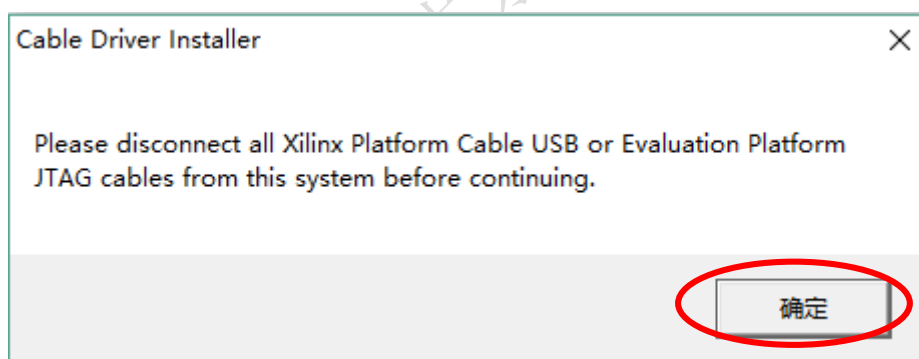 Cable Driver Installer
Please disconnect all Xilinx Platform Cable USB or Evaluation Platform
JTAG cables from this system before continuing.
确定